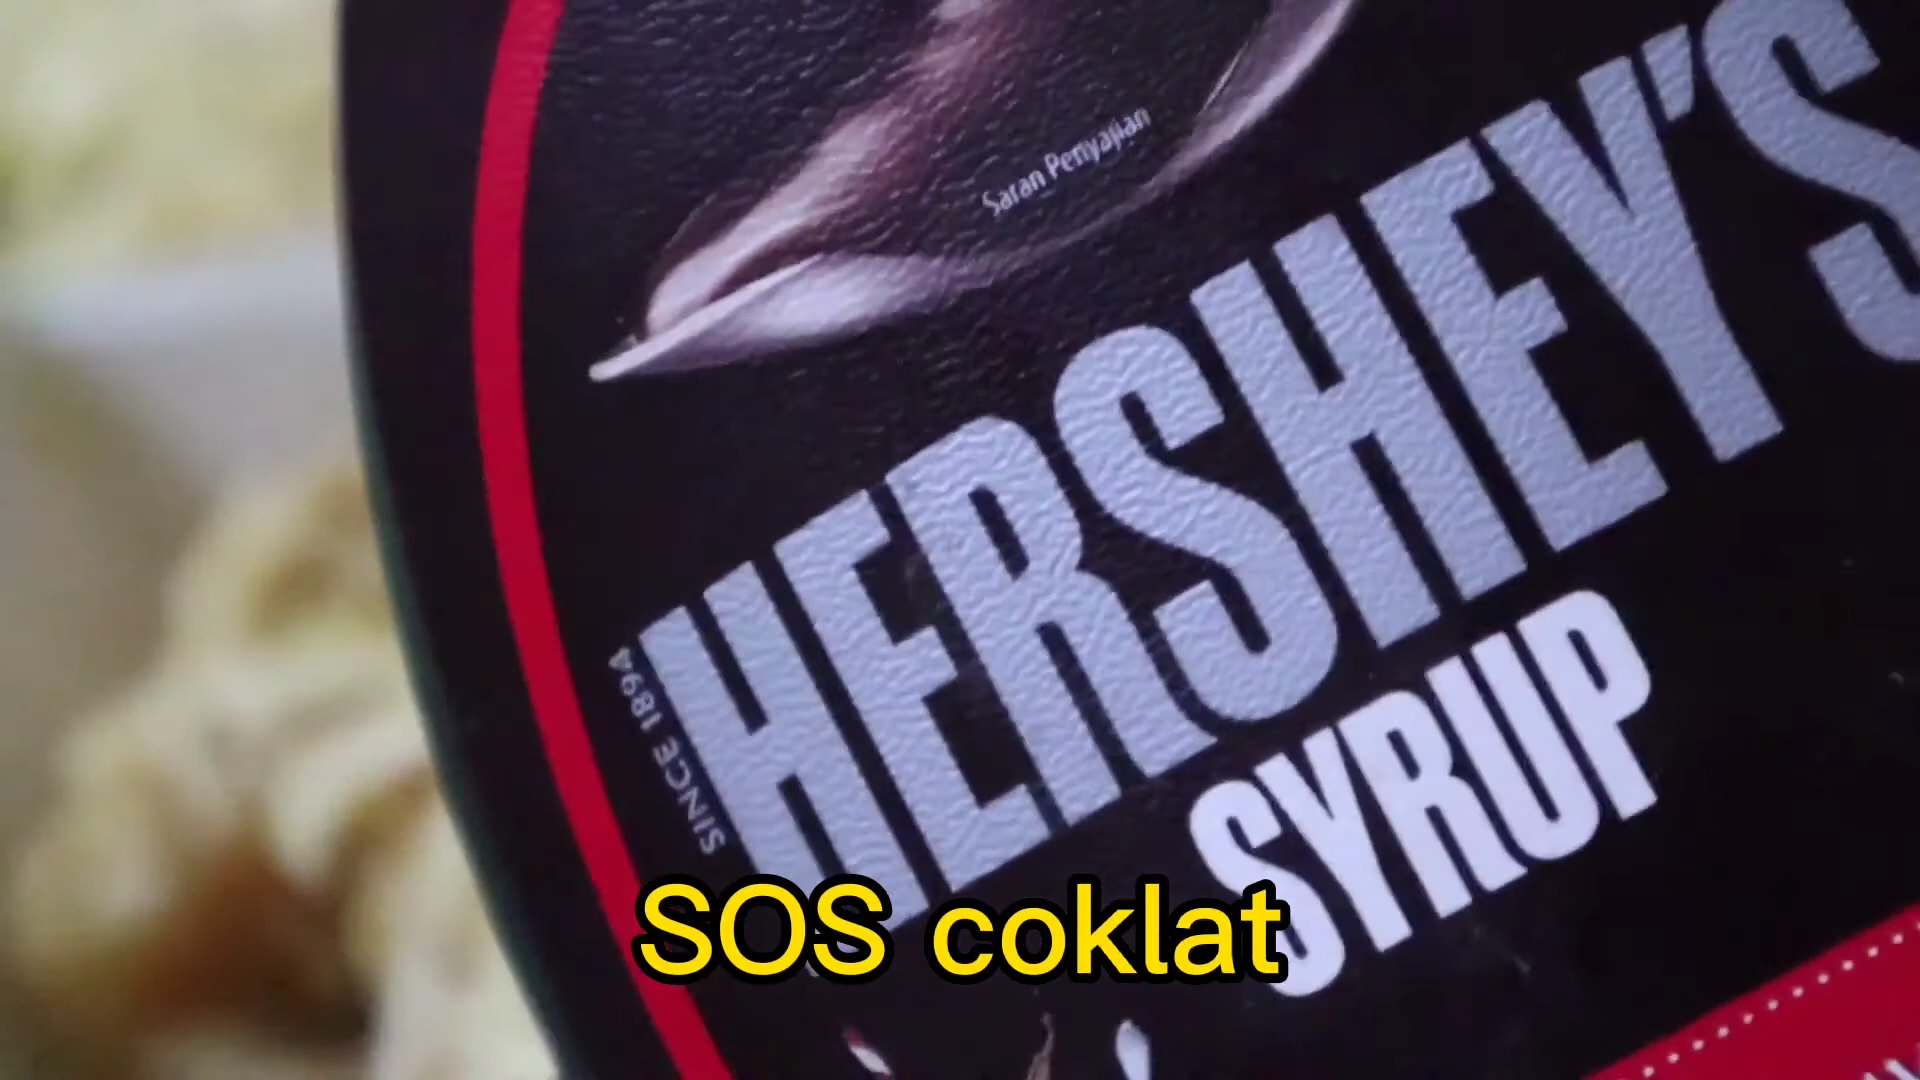 Saran Penyajian
HERSHEY'S
SINCE 1894
SYRUP
SOS coklat